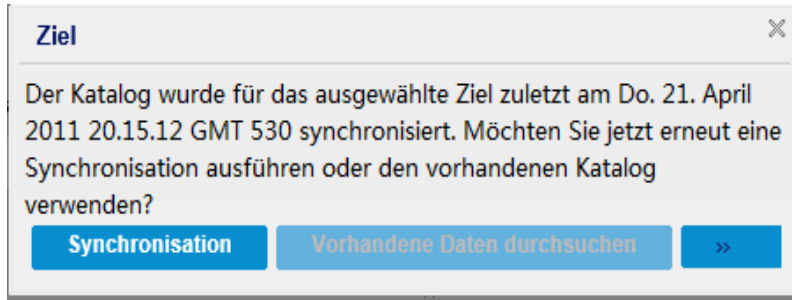 Ziel
Der Katalog wurde für das ausgewählte Ziel zuletzt am Do. 21. April
2011 20.15.12 GMT 530 synchronisiert. Möchten Sie jetzt erneut eine
Synchronisation ausführen oder den vorhandenen Katalog
verwenden?
Synchronisation Vorhandene Daten durchsuchen »